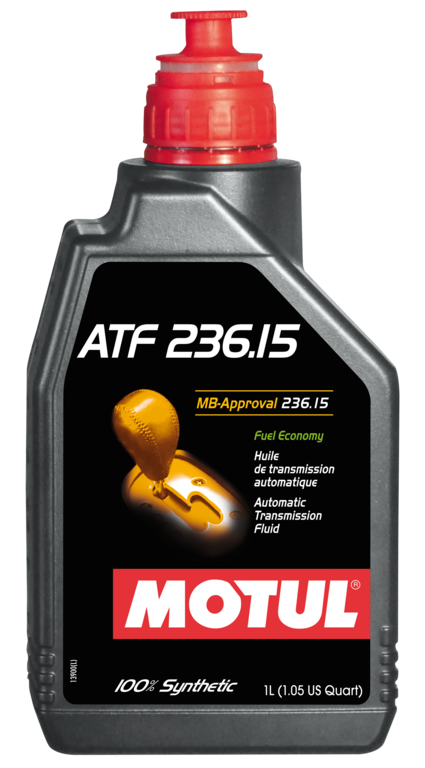 ATF 236.15
MB-Approval 236.15
Fuel Economy
Huile
de transmission
automatique
Automatic
Transmission
Fluid
MOTUL®
13900(L)
100% Synthetic
1L (1.05 US Quart)